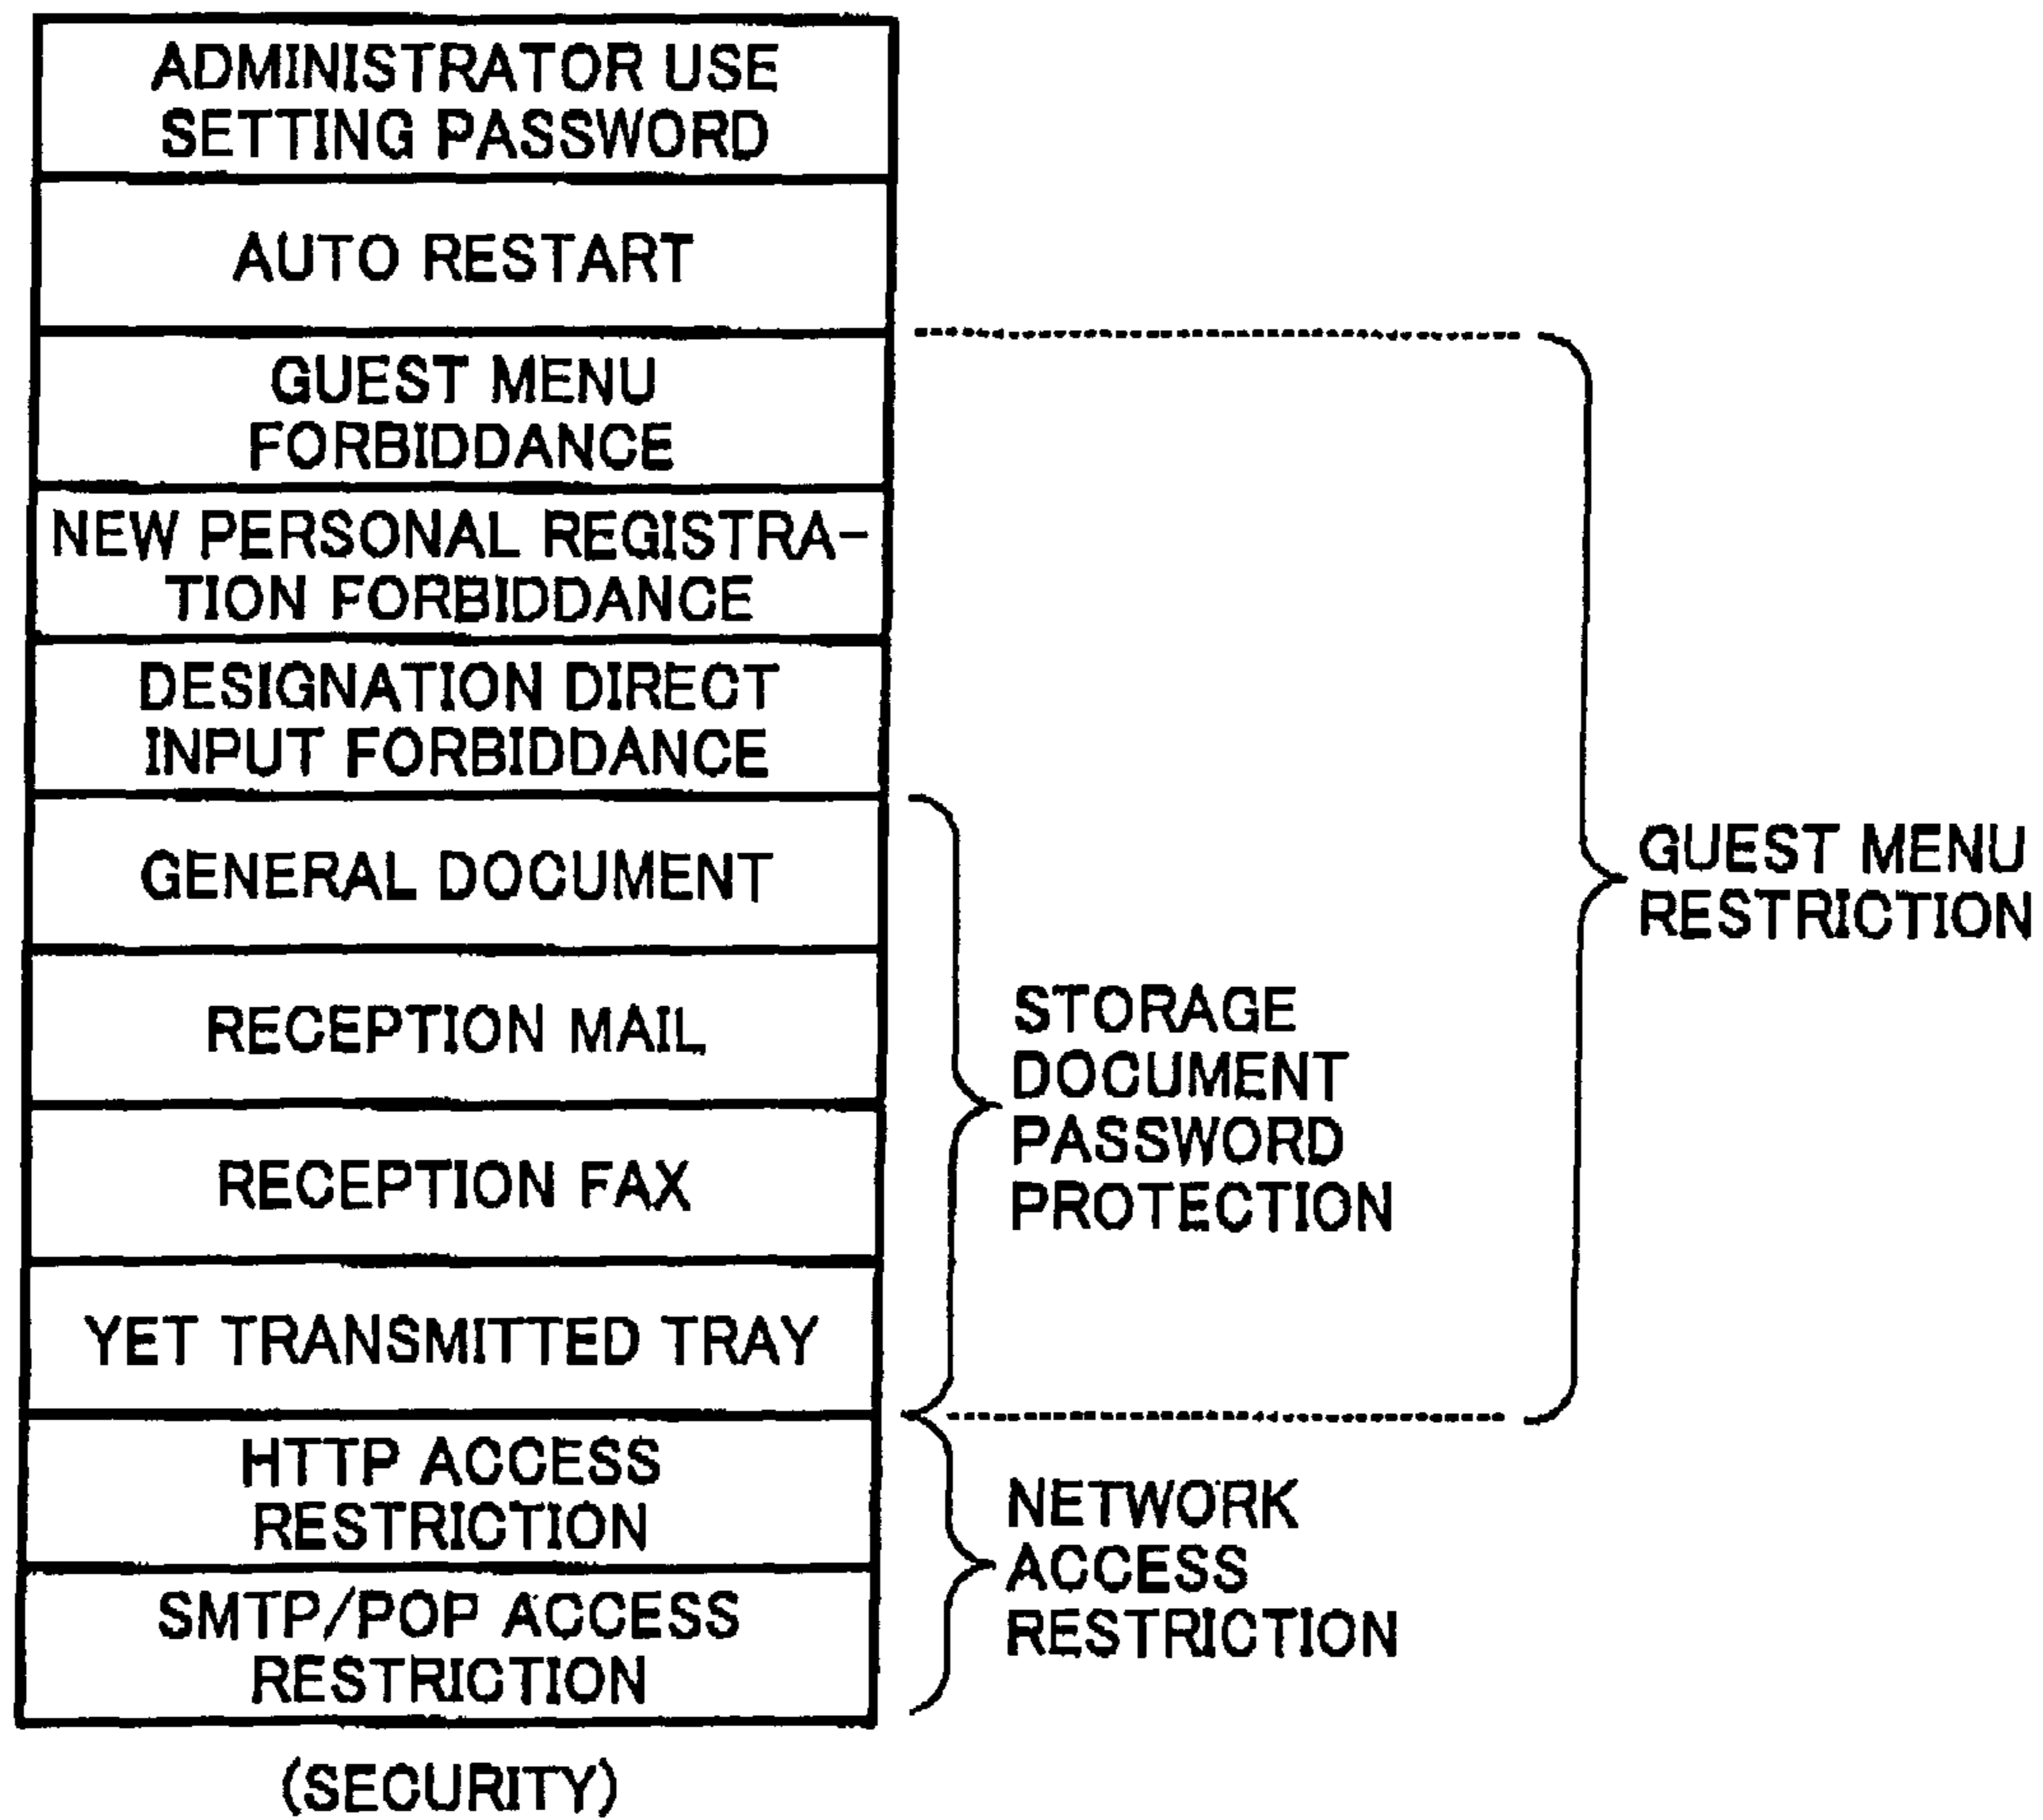 ADMINISTRATOR USE
SETTING PASSWORD
AUTO RESTART
GUEST MENU
FORBIDDANCE
NEW PERSONAL REGISTRA-
TION FORBIDDANCE
DESIGNATION DIRECT
INPUT FORBIDDANCE
GENERAL DOCUMENT
RECEPTION MAIL
RECEPTION FAX
YET TRANSMITTED TRAY
HTTP ACCESS
RESTRICTION
SMTP/POP ACCESS
RESTRICTION
(SECURITY)
STORAGE
DOCUMENT
PASSWORD
PROTECTION
NETWORK
ACCESS
RESTRICTION
GUEST MENU
RESTRICTION